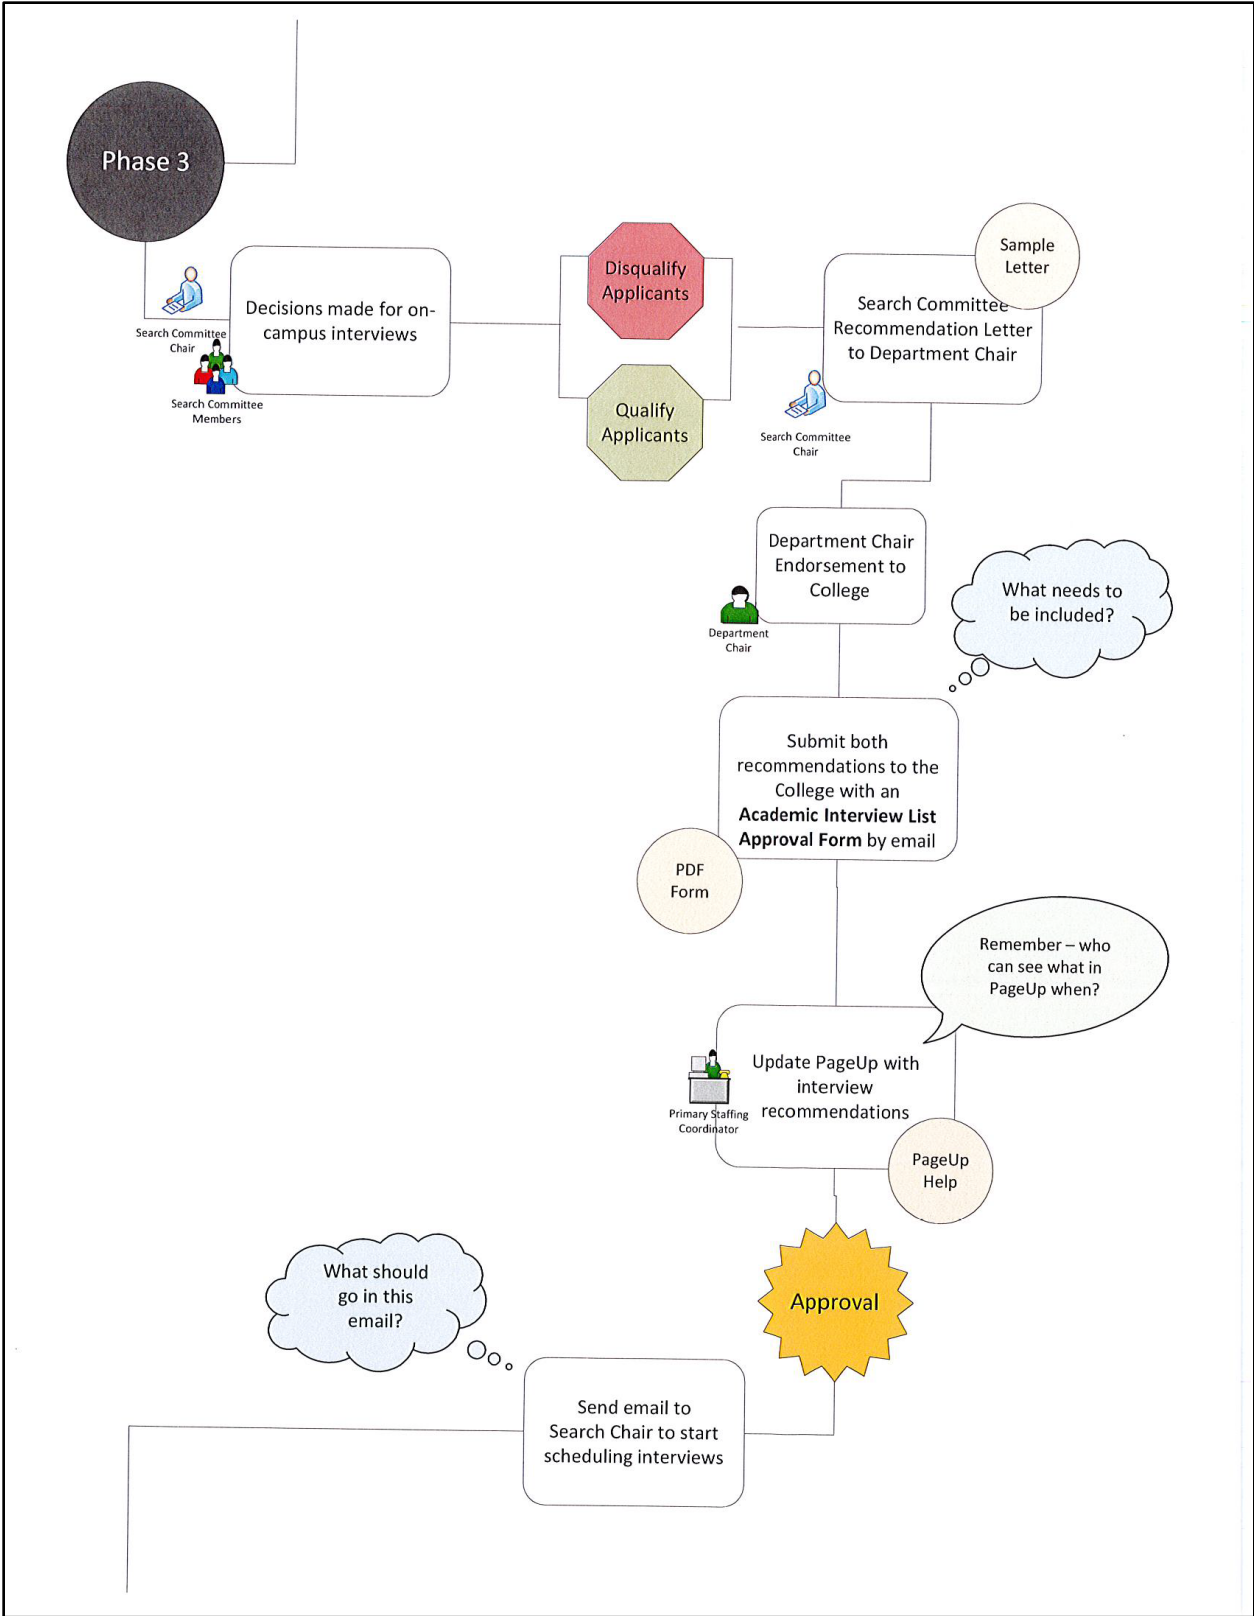 Phase 3
Search Committee
Chair
Search Committee
Members
Decisions made for on-
campus interviews
Disqualify
Applicants
Qualify
Applicants
Sample
Letter
Search Committee
Recommendation Letter
to Department Chair
Search Committee
Chair
Department Chair
Endorsement to
College
Department
Chair
What needs to
be included?
Submit both
recommendations to the
College with an
Academic Interview List
Approval Form by email
PDF
Form
Remember – who
can see what in
PageUp when?
Update PageUp with
interview
recommendations
Primary Staffing
Coordinator
PageUp
Help
Approval
What should
go in this
email?
Send email to
Search Chair to start
scheduling interviews